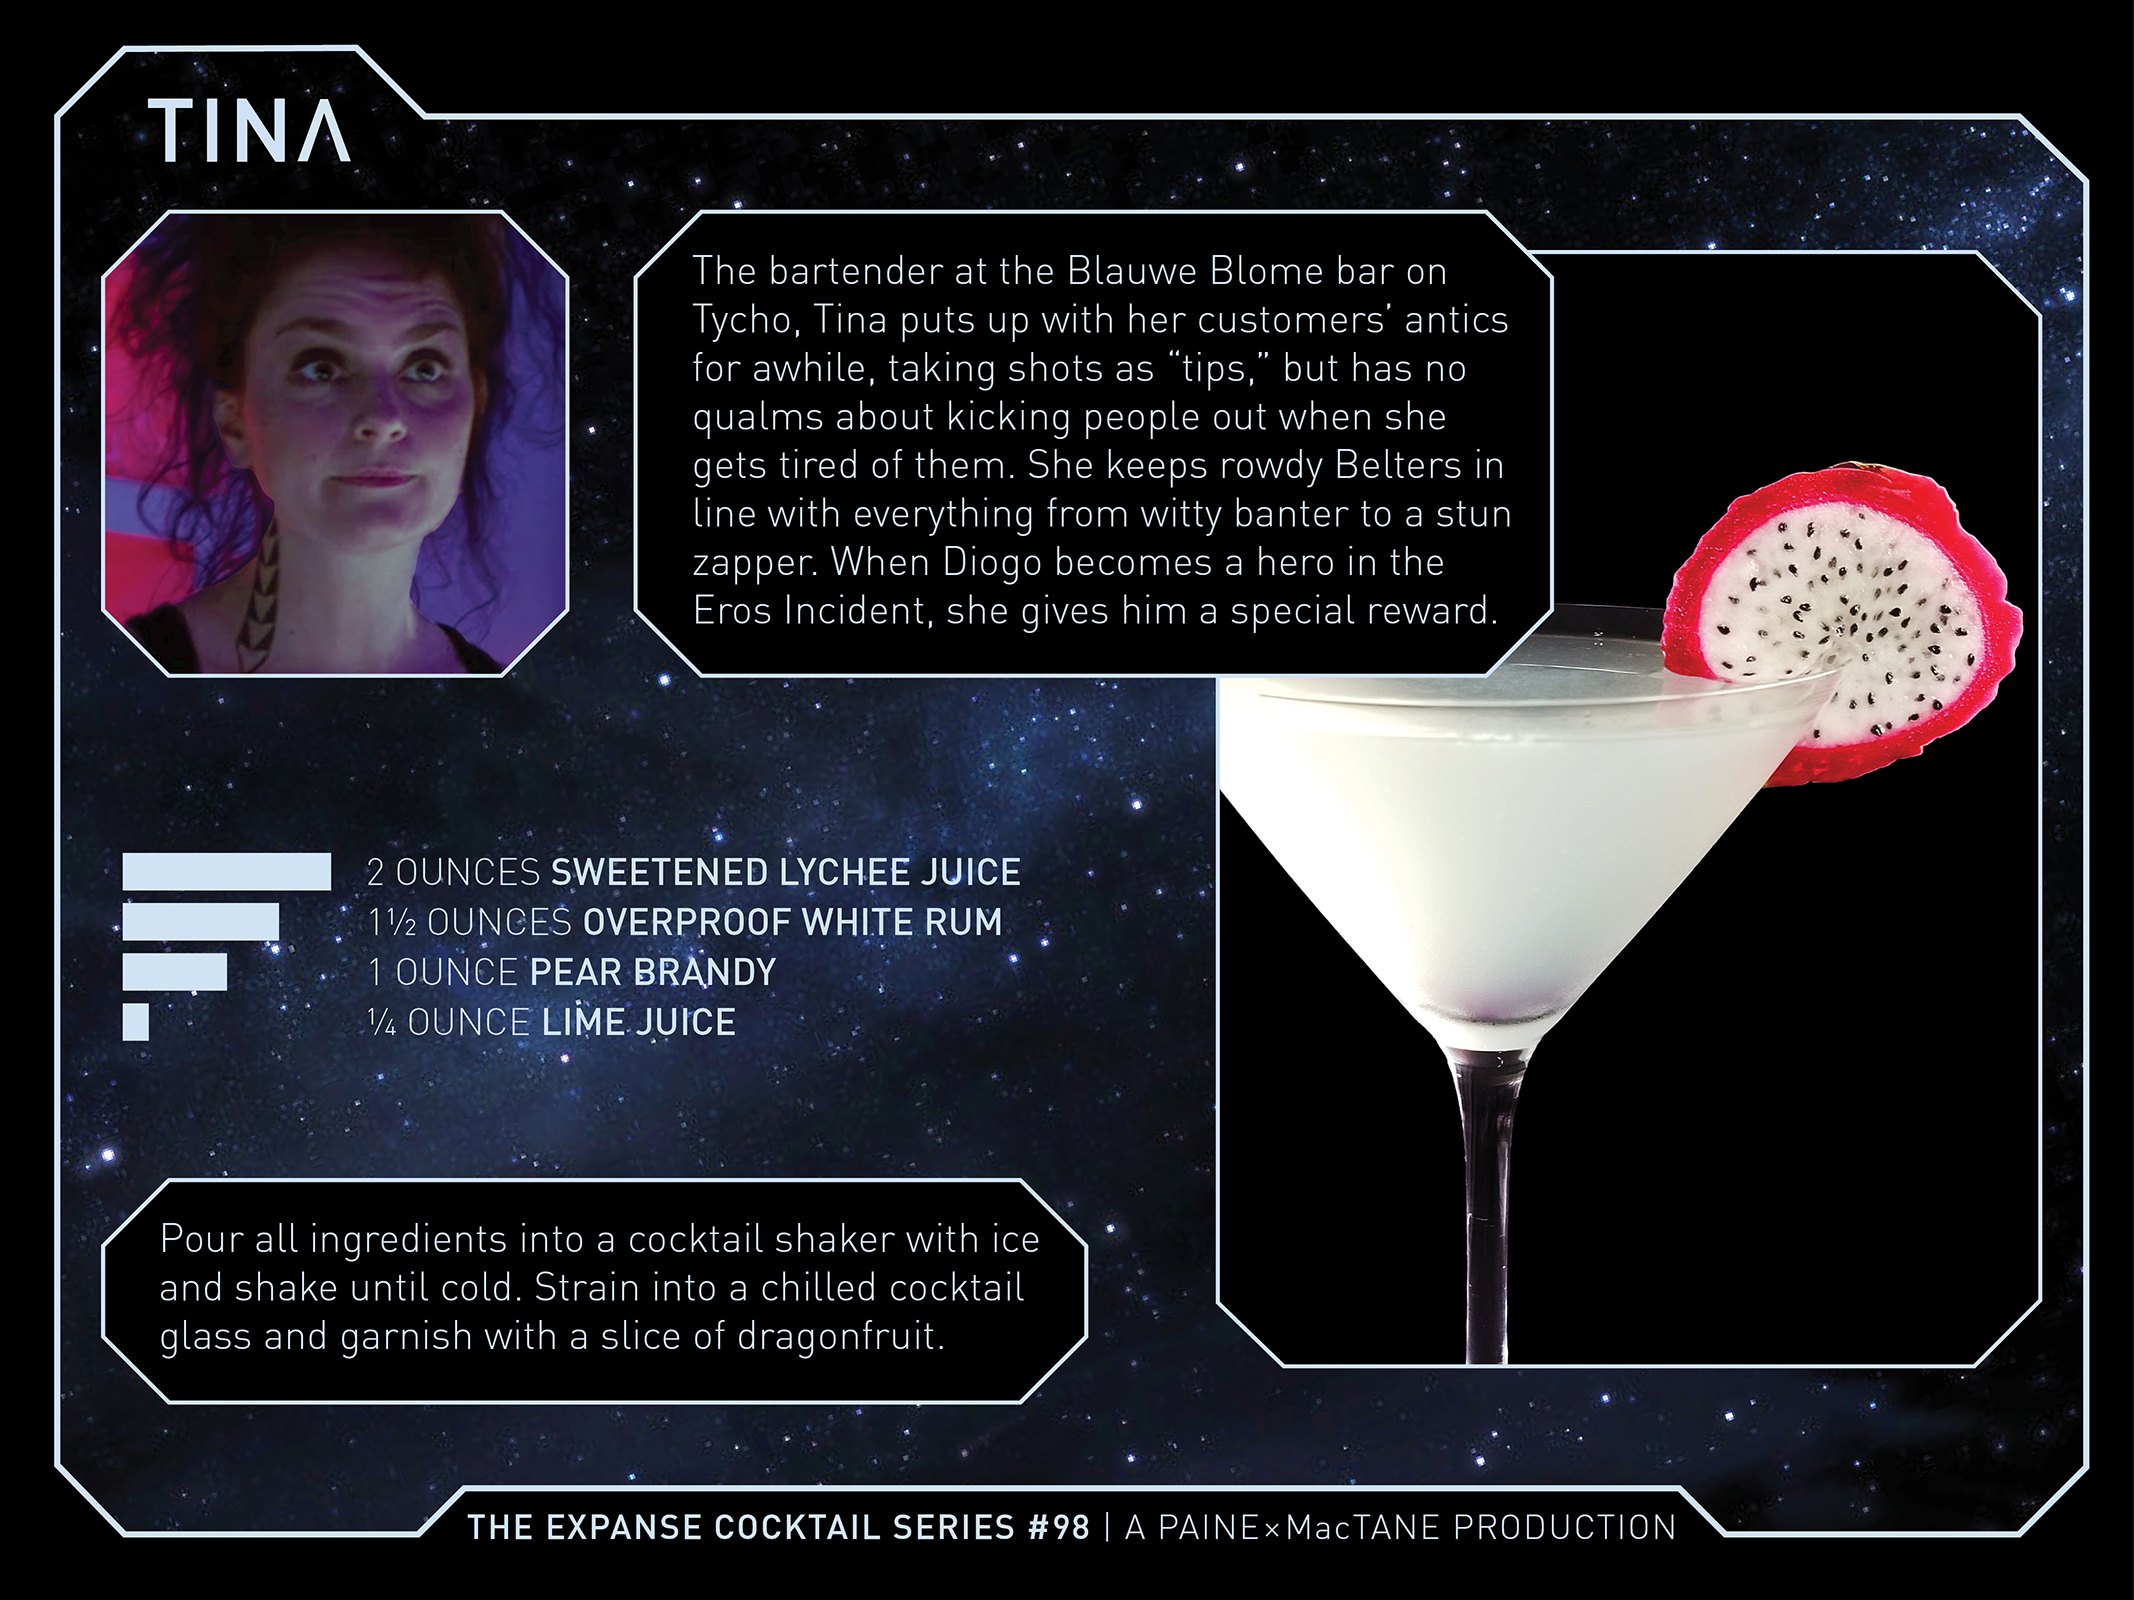 TINA
The bartender at the Blauwe Blome bar on
Tycho, Tina puts up with her customers’ antics
for awhile, taking shots as “tips,” but has no
qualms about kicking people out when she
gets tired of them. She keeps rowdy Belters in
line with everything from witty banter to a stun
zapper. When Diogo becomes a hero in the
Eros Incident, she gives him a special reward.
2 OUNCES SWEETENED LYCHEE JUICE
1½ OUNCES OVERPROOF WHITE RUM
1 OUNCE PEAR BRANDY
¼ OUNCE LIME JUICE
Pour all ingredients into a cocktail shaker with ice
and shake until cold. Strain into a chilled cocktail
glass and garnish with a slice of dragonfruit.
THE EXPANSE COCKTAIL SERIES #98 | A PAINE×MacTANE PRODUCTION